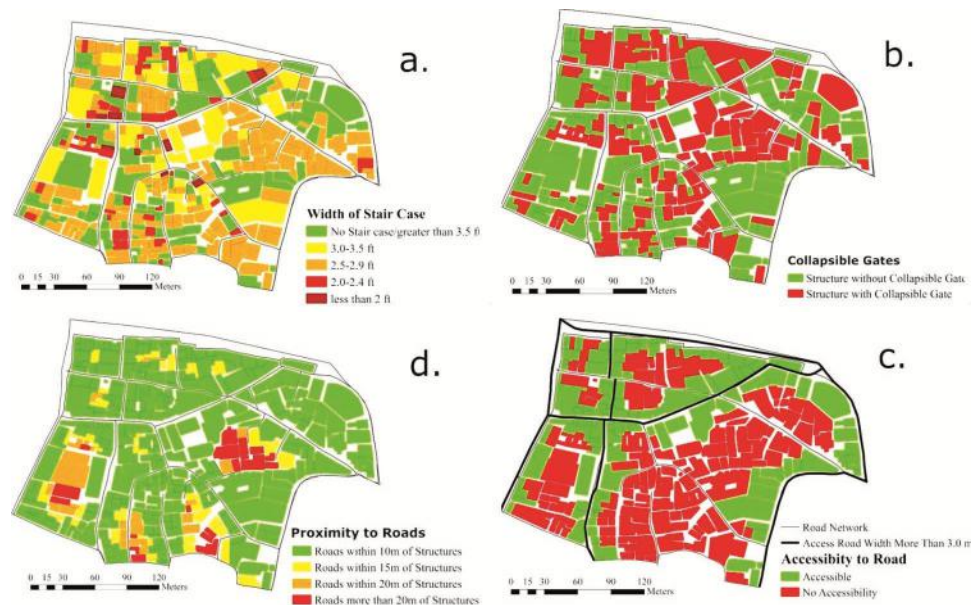 a.
Width of Stair Case
No Stair case/greater than 3.5 ft
3.0-3.5 ft
2.5-2.9 ft
2.0-2.4 ft
less than 2 ft
0 15 30 60 90 120
Meters
b.
Collapsible Gates
Structure without Collapsible Gate
Structure with Collapsible Gate
0 15 30 60 90 120
Meters
d.
Proximity to Roads
Roads within 10m of Structures
Roads within 15m of Structures
Roads within 20m of Structures
Roads more than 20m of Structures
0 15 30 60 90 120
Meters
c.
Road Network
Access Road Width More Than 3.0 m
Accessibity to Road
Accessible
No Accessibility
0 15 30 60 90 120
Meters